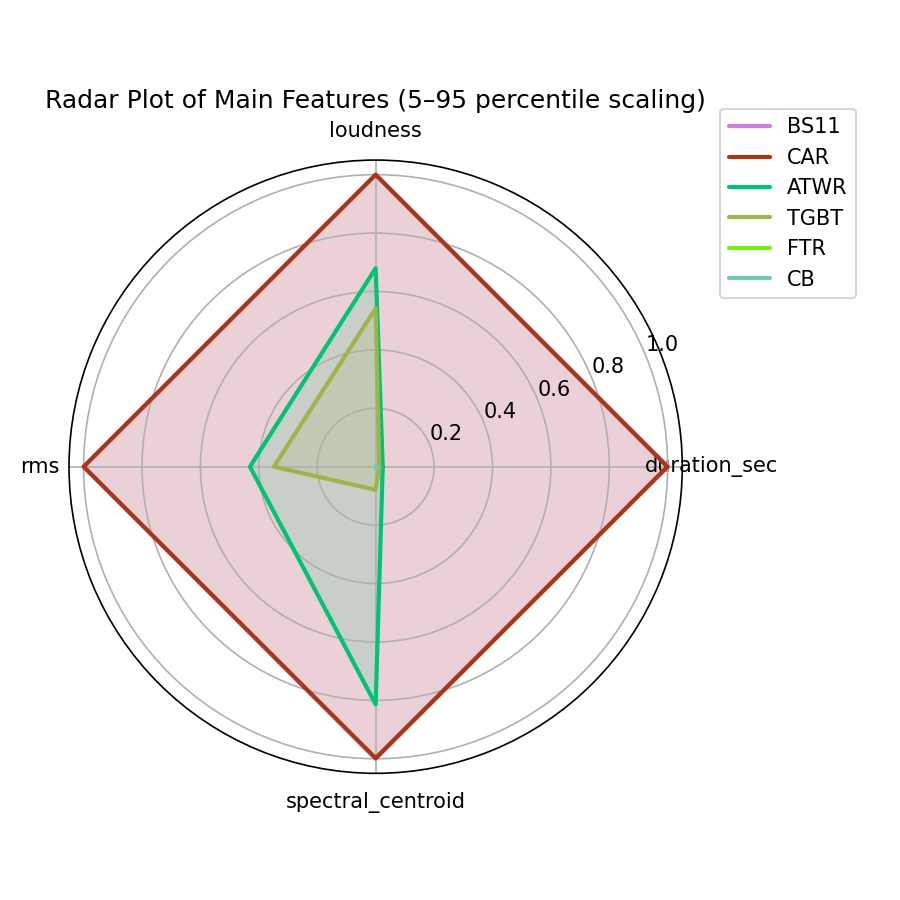 Radar Plot of Main Features (5–95 percentile scaling)
loudness
BS11
CAR
ATWR
TGBT
FTR
CB
1.0
0.8
0.6
0.4
0.2
rms
duration_sec
spectral_centroid